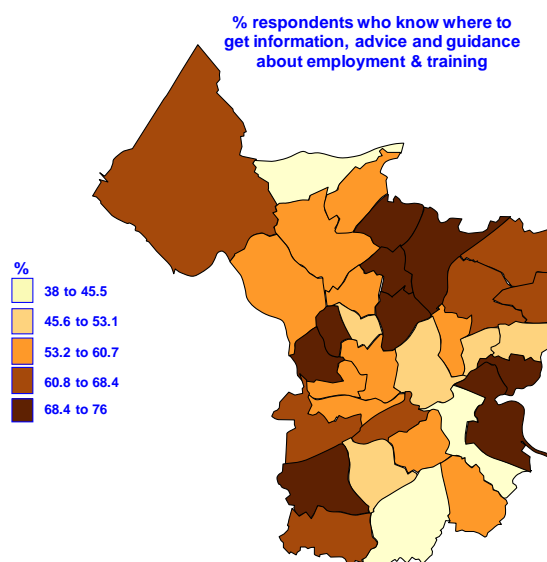 % respondents who know where to
get information, advice and guidance
about employment & training
%
38 to 45.5
45.6 to 53.1
53.2 to 60.7
60.8 to 68.4
68.4 to 76